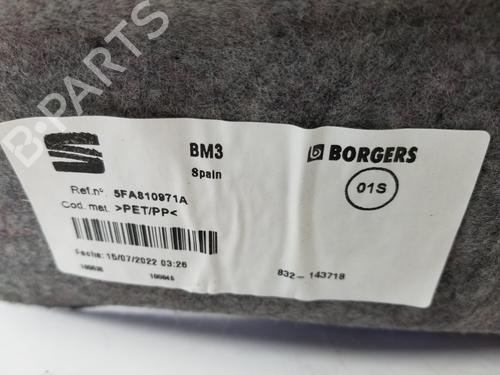 B-PARTS
BM3
Spain
BORGERS
01S
Ref.nº. 5FA810971A
Cod. mat. >PET/PP<
Fecha: 15/07/2022 03:26
832-143718